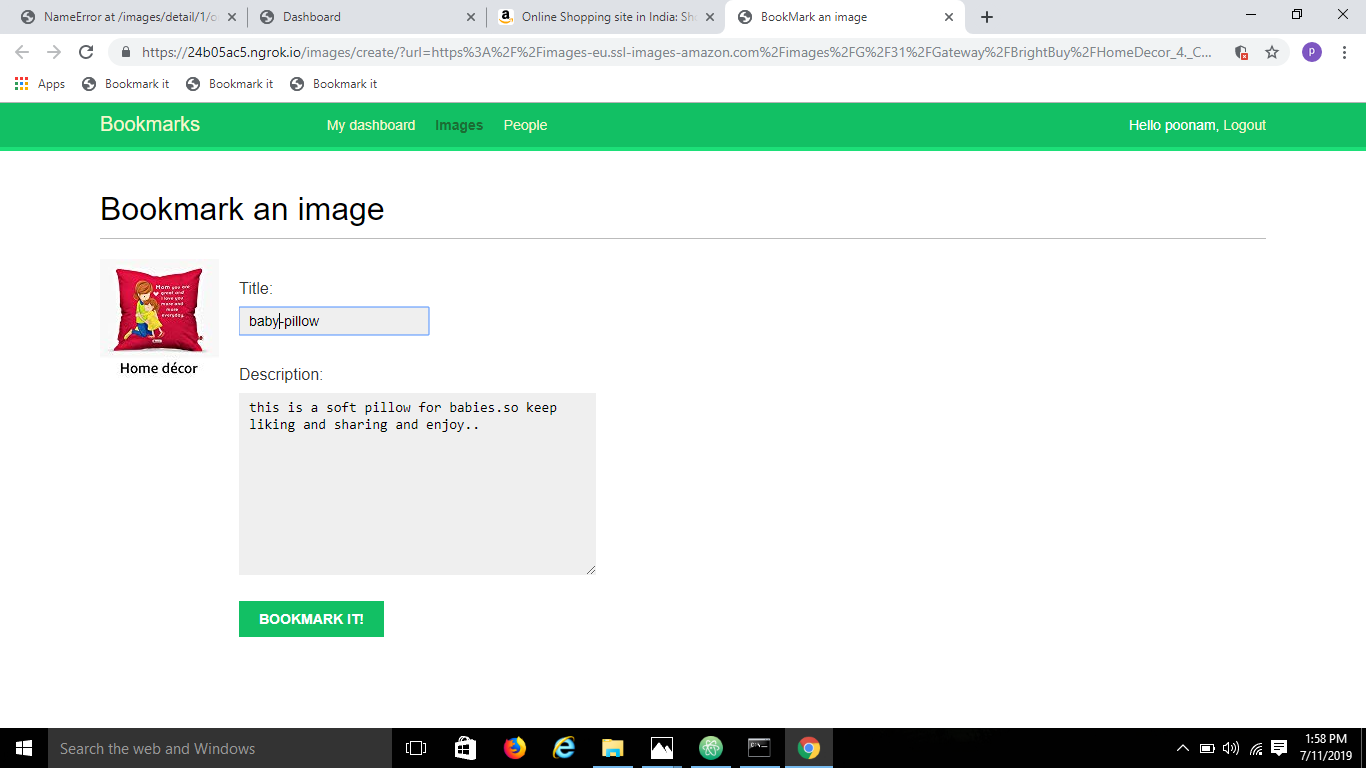 NameError at /images/detail/1/o
Dashboard
Online Shopping site in India: Sh
BookMark an image
https://24b05ac5.ngrok.io/images/create/?url=https%3A%2F%2Fimages-eu.ssl-images-amazon.com%2Fimages%2FG%2F31%2FGateway%2FBrightBuy%2FHomeDecor_4._C...
P
Apps
Bookmark it
Bookmark it
Bookmark it
Bookmarks
My dashboard
Images
People
Hello poonam, Logout
Bookmark an image
Mom you are
great and
I love you
more and
more
everyday.
Home décor
Title:
baby-pillow
Description:
this is a soft pillow for babies.so keep
liking and sharing and enjoy..
BOOKMARK IT!
Search the web and Windows
1:58 PM
7/11/2019